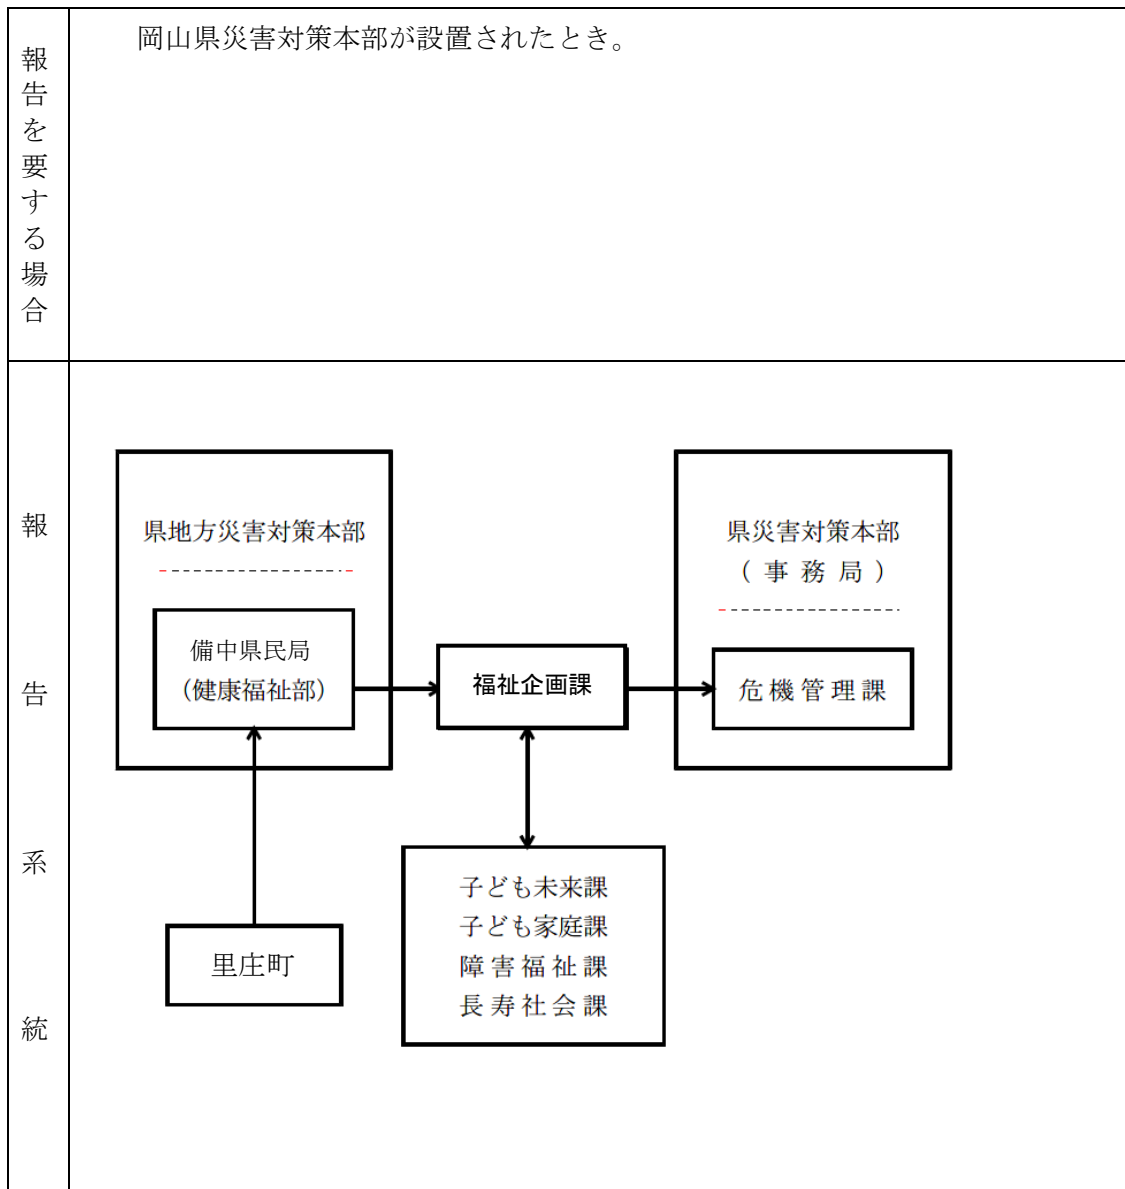 報告を要する場合
岡山県災害対策本部が設置されたとき。
報告系統
県地方災害対策本部
備中県民局
（健康福祉部）
里庄町
福祉企画課
子ども未来課
子ども家庭課
障害福祉課
長寿社会課
県災害対策本部
（事務局）
危機管理課